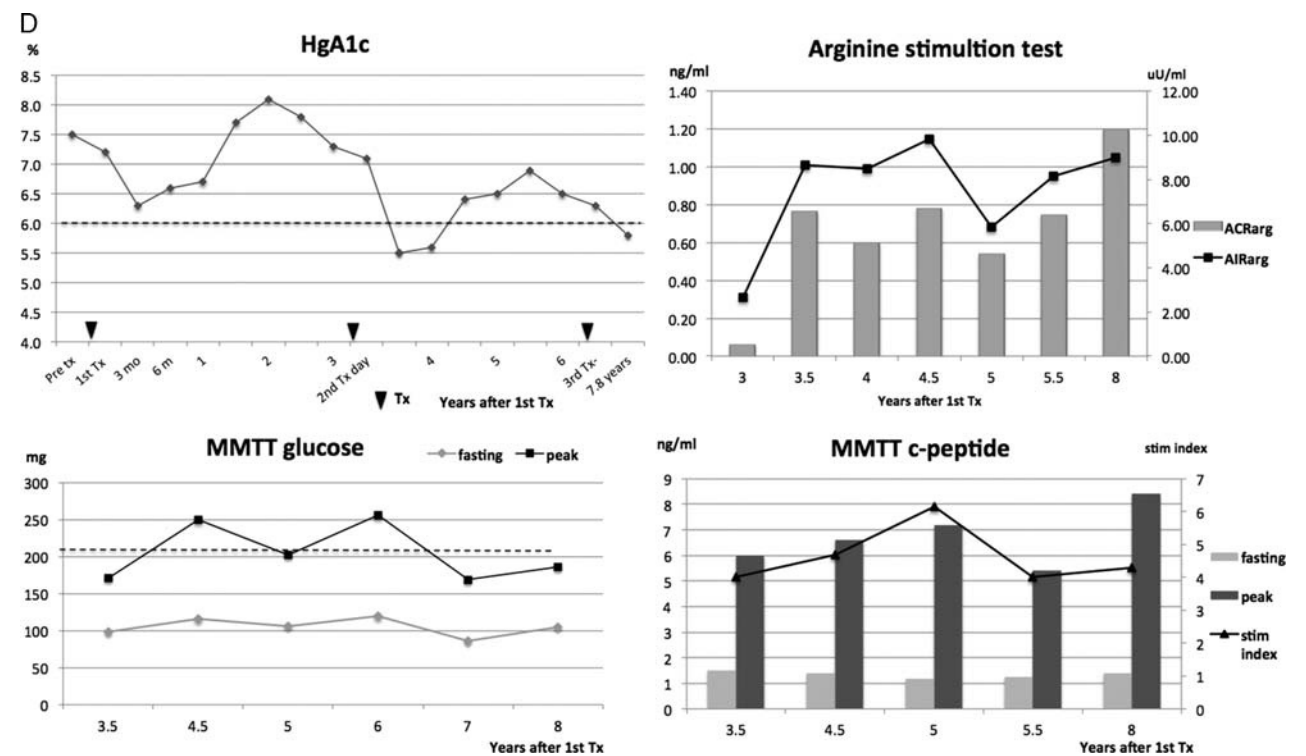 D
HgA1c
%
8.5
8.0
7.5
7.0
6.5
6.0
5.5
5.0
4.5
4.0
Pre tx 1st Tx 3 mo 6 m 1 2 3 2nd Tx day 4 5 6 3rd Tx- 7.8 years
Tx Years after 1st Tx
Arginine stimultion test
ng/ml uU/ml
1.40 12.00
1.20 10.00
1.00 8.00
0.80 6.00
0.60 4.00
0.40 2.00
0.20 0.00
0.00
ACRarg
AIRarg
3 3.5 4 4.5 5 5.5 8
Years after 1st Tx
MMTT glucose
fasting peak
mg
300
250
200
150
100
50
0
3.5 4.5 5 6 7 8
Years after 1st Tx
MMTT c-peptide
ng/ml stim index
9 7
8 6
7 5
6 4
5 3
4 2
3 1
2 0
1
0
fasting
peak
stim
index
3.5 4.5 5 5.5 8
Years after 1st Tx